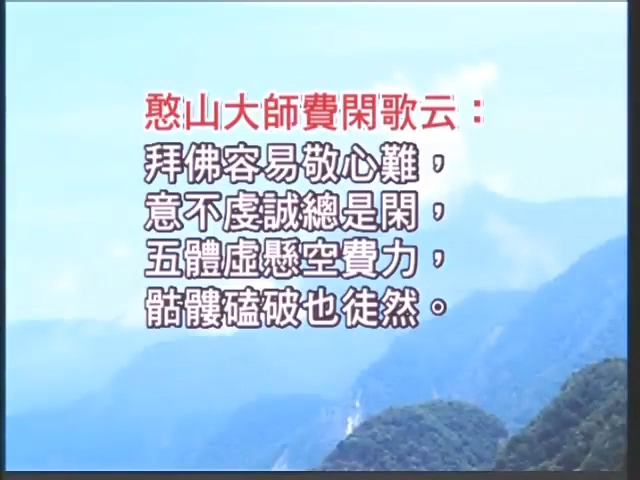 憨山大師費閑歌云：
拜佛容易敬心難，
意不虔誠總是閑，
五體虛懸空費力，
骷髏磕破也徒然。